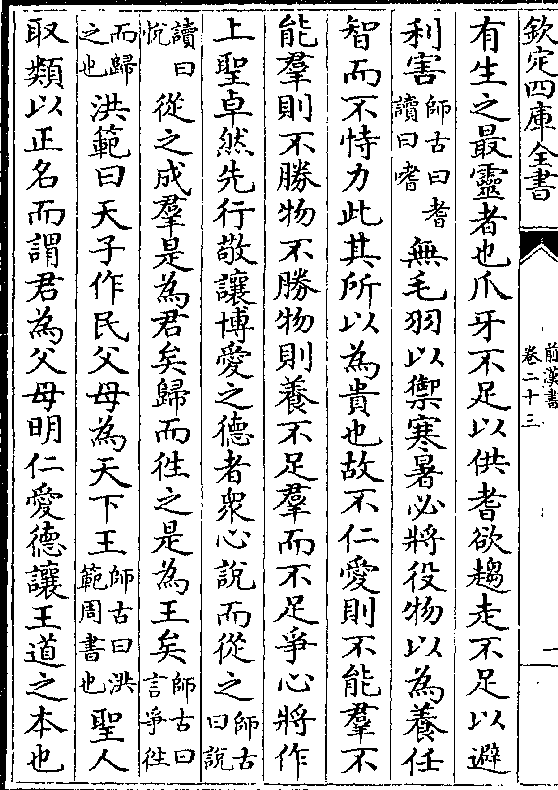 欽定四庫全書
前漢書
卷二十三
一
有生之最靈者也爪牙不足以供耆欲趨走不足以避
利害師古曰耆讀曰嗜無毛羽以禦寒暑必將役物以為養任
智而不恃力此其所以為貴也故不仁愛則不能羣不
能羣則不勝物不勝物則養不足羣而不足爭心將作
上聖卓然先行敬讓博愛之德者衆心說而從之師古曰說
讀曰悅從之成羣是為君矣歸而徃之是為王矣師古曰言爭徃
而歸之也洪範曰天子作民父母為天下王師古曰洪範周書也聖人
取類以正名而謂君為父母明仁愛德讓王道之本也